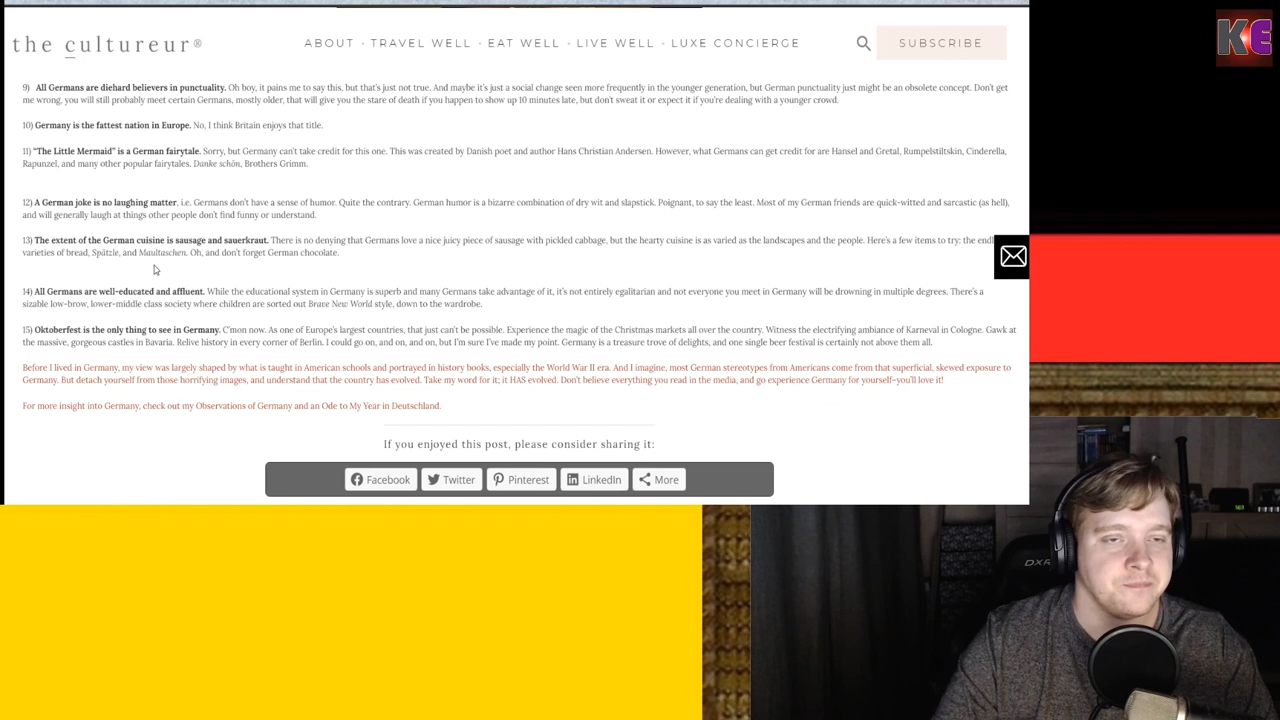 the cultureur®
ABOUT • TRAVEL WELL • EAT WELL • LIVE WELL • LUXE CONCIERGE
SUBSCRIBE
KE
9) All Germans are diehard believers in punctuality. Oh boy, it pains me to say this, but that's just not true. And maybe it's just a social change seen more frequently in the younger generation, but German punctuality just might be an obsolete concept. Don't get
me wrong, you will still probably meet certain Germans, mostly older, that will give you the stare of death if you happen to show up 10 minutes late, but don't sweat it or expect it if you're dealing with a younger crowd.
10) Germany is the fattest nation in Europe. No, I think Britain enjoys that title.
11) “The Little Mermaid” is a German fairytale. Sorry, but Germany can't take credit for this one. This was created by Danish poet and author Hans Christian Andersen. However, what Germans can get credit for are Hansel and Gretal, Rumpelstiltskin, Cinderella,
Rapunzel, and many other popular fairytales. Danke schön, Brothers Grimm.
12) A German joke is no laughing matter, i.e. Germans don't have a sense of humor. Quite the contrary. German humor is a bizarre combination of dry wit and slapstick. Poignant, to say the least. Most of my German friends are quick-witted and sarcastic (as hell),
and will generally laugh at things other people don't find funny or understand.
13) The extent of the German cuisine is sausage and sauerkraut. There is no denying that Germans love a nice juicy piece of sausage with pickled cabbage, but the hearty cuisine is as varied as the landscapes and the people. Here's a few items to try: the endl
varieties of bread, Spätzle, and Maultaschen. Oh, and don't forget German chocolate.
14) All Germans are well-educated and affluent. While the educational system in Germany is superb and many Germans take advantage of it, it's not entirely egalitarian and not everyone you meet in Germany will be drowning in multiple degrees. There's a
sizable low-brow, lower-middle class society where children are sorted out Brave New World style, down to the wardrobe.
15) Oktoberfest is the only thing to see in Germany. C'mon now. As one of Europe's largest countries, that just can't be possible. Experience the magic of the Christmas markets all over the country. Witness the electrifying ambiance of Karneval in Cologne. Gawk at
the massive, gorgeous castles in Bavaria. Relive history in every corner of Berlin. I could go on, and on, and on, but I'm sure I've made my point. Germany is a treasure trove of delights, and one single beer festival is certainly not above them all.
Before I lived in Germany, my view was largely shaped by what is taught in American schools and portrayed in history books, especially the World War II era. And I imagine, most German stereotypes from Americans come from that superficial, skewed exposure to
Germany. But detach yourself from those horrifying images, and understand that the country has evolved. Take my word for it; it HAS evolved. Don't believe everything you read in the media, and go experience Germany for yourself–you'll love it!
For more insight into Germany, check out my Observations of Germany and an Ode to My Year in Deutschland.
If you enjoyed this post, please consider sharing it:
Facebook Twitter Pinterest LinkedIn More